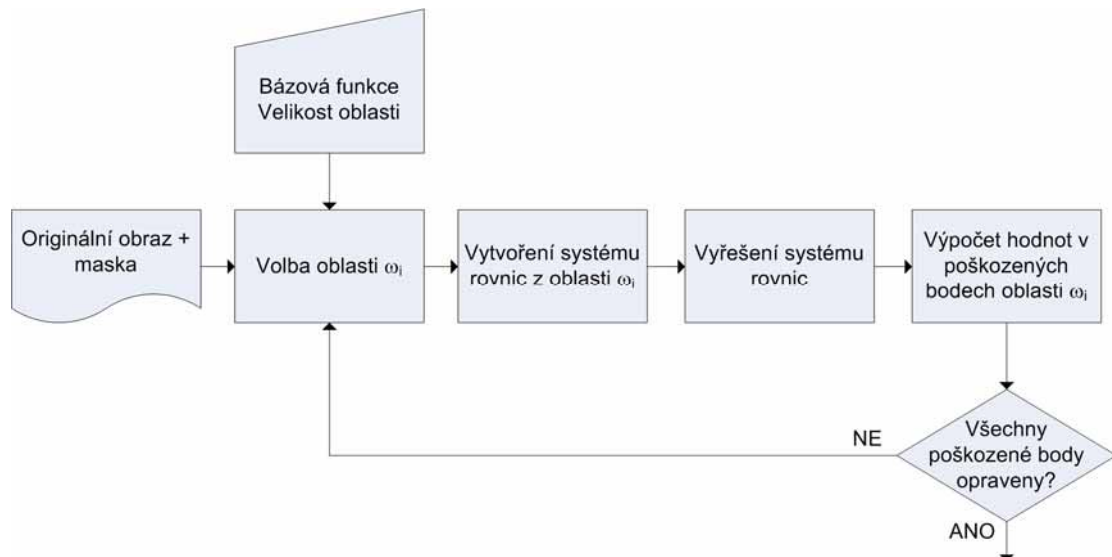 Bázová funkce
Velikost oblasti
Originální obraz +
maska
Volba oblasti ωi
Vytvoření systému
rovnic z oblasti ωi
Vyřešení systému
rovnic
Výpočet hodnot v
poškozených
bodech oblasti ωi
Všechny
poškozené body
opraveny?
NE
ANO